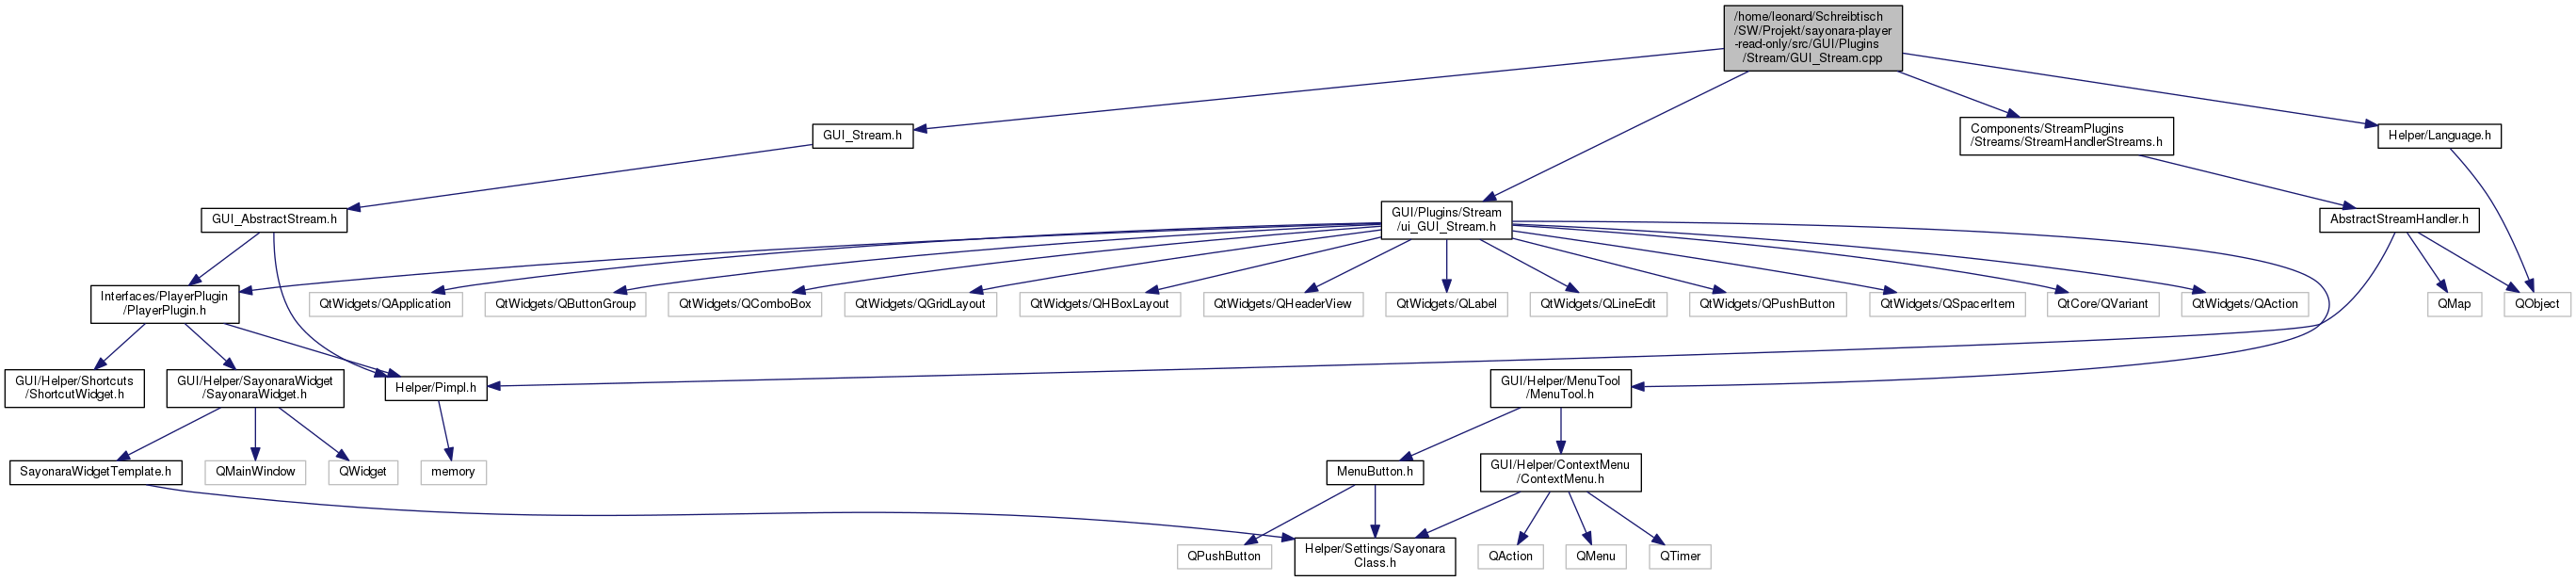 /home/leonard/Schreibtisch
/SW/Projekt/sayonara-player
-read-only/src/GUI/Plugins
/Stream/GUI_Stream.cpp
GUI_Stream.h
Components/StreamPlugins
/Streams/StreamHandlerStreams.h
Helper/Language.h
GUI_AbstractStream.h
GUI/Plugins/Stream
/ui_GUI_Stream.h
AbstractStreamHandler.h
Interfaces/PlayerPlugin
/PlayerPlugin.h
QtWidgets/QApplication
QtWidgets/QButtonGroup
QtWidgets/QComboBox
QtWidgets/QGridLayout
QtWidgets/QHBoxLayout
QtWidgets/QHeaderView
QtWidgets/QLabel
QtWidgets/QLineEdit
QtWidgets/QPushButton
QtWidgets/QSpacerItem
QtCore/QVariant
QtWidgets/QAction
QMap
QObject
GUI/Helper/Shortcuts
/ShortcutWidget.h
GUI/Helper/SayonaraWidget
/SayonaraWidget.h
Helper/Pimpl.h
GUI/Helper/MenuTool
/MenuTool.h
SayonaraWidgetTemplate.h
QMainWindow
QWidget
memory
MenuButton.h
GUI/Helper/ContextMenu
/ContextMenu.h
QPushButton
Helper/Settings/Sayonara
Class.h
QAction
QMenu
QTimer